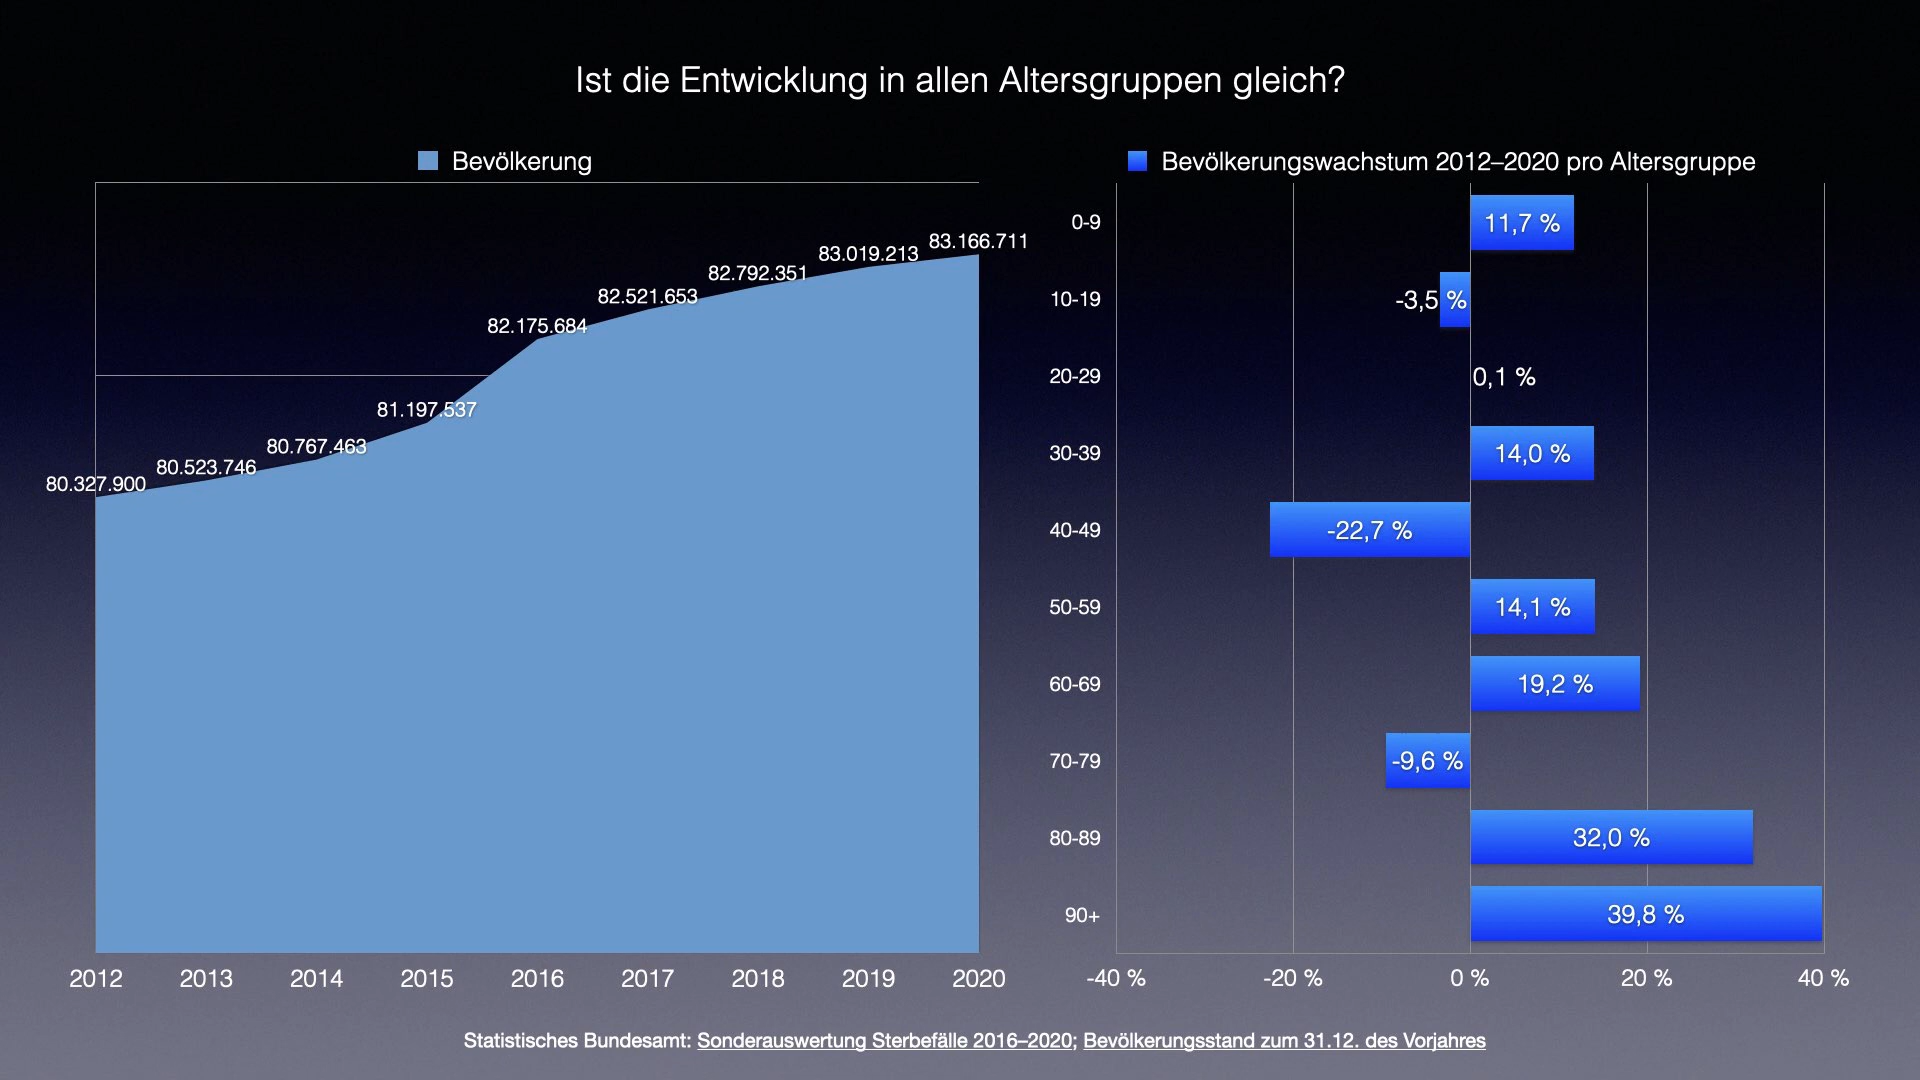 Ist die Entwicklung in allen Altersgruppen gleich?
Bevölkerung
80.327.900
80.523.746
80.767.463
81.197.537
82.175.684
82.521.653
82.792.351
83.019.213
83.166.711
2012 2013 2014 2015 2016 2017 2018 2019 2020
Bevölkerungswachstum 2012–2020 pro Altersgruppe
0-9 11,7 %
10-19 -3,5 %
20-29 0,1 %
30-39 14,0 %
40-49 -22,7 %
50-59 14,1 %
60-69 19,2 %
70-79 -9,6 %
80-89 32,0 %
90+ 39,8 %
-40 % -20 % 0 % 20 % 40 %
Statistisches Bundesamt: Sonderauswertung Sterbefälle 2016–2020; Bevölkerungsstand zum 31.12. des Vorjahres